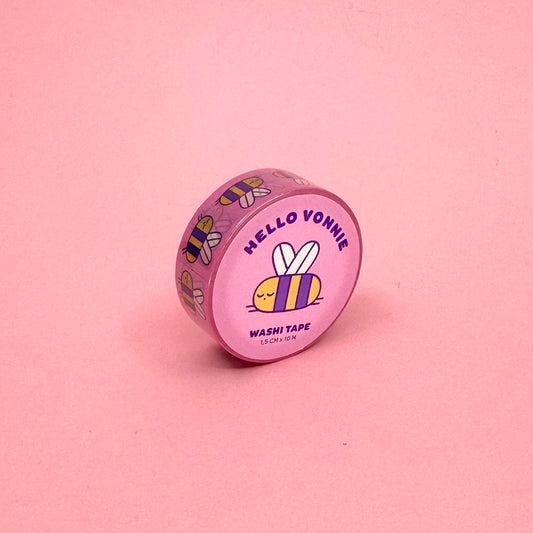 HELLO VONNIE
WASHI TAPE
1,5 CM x 10 M